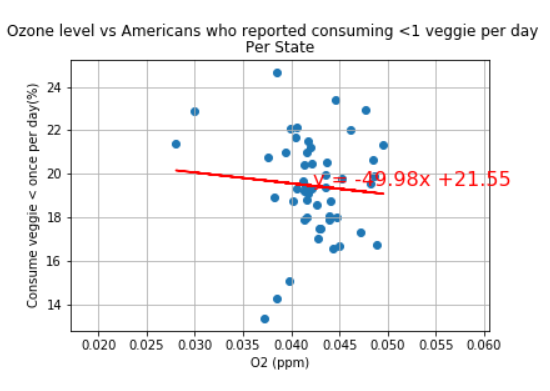 Ozone level vs Americans who reported consuming <1 veggie per day
Per State
Consume veggie < once per day(%)
24
22
20
18
16
14
y = -49.98x +21.55
0.020 0.025 0.030 0.035 0.040 0.045 0.050 0.055 0.060
O2 (ppm)